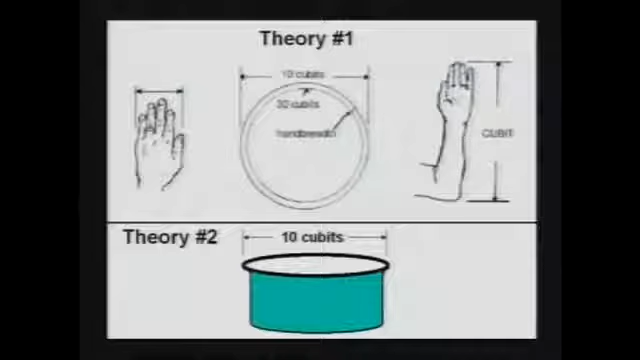 Theory #1
10 cubits
30 cubits
handbreadth
CUBIT
Theory #2
10 cubits